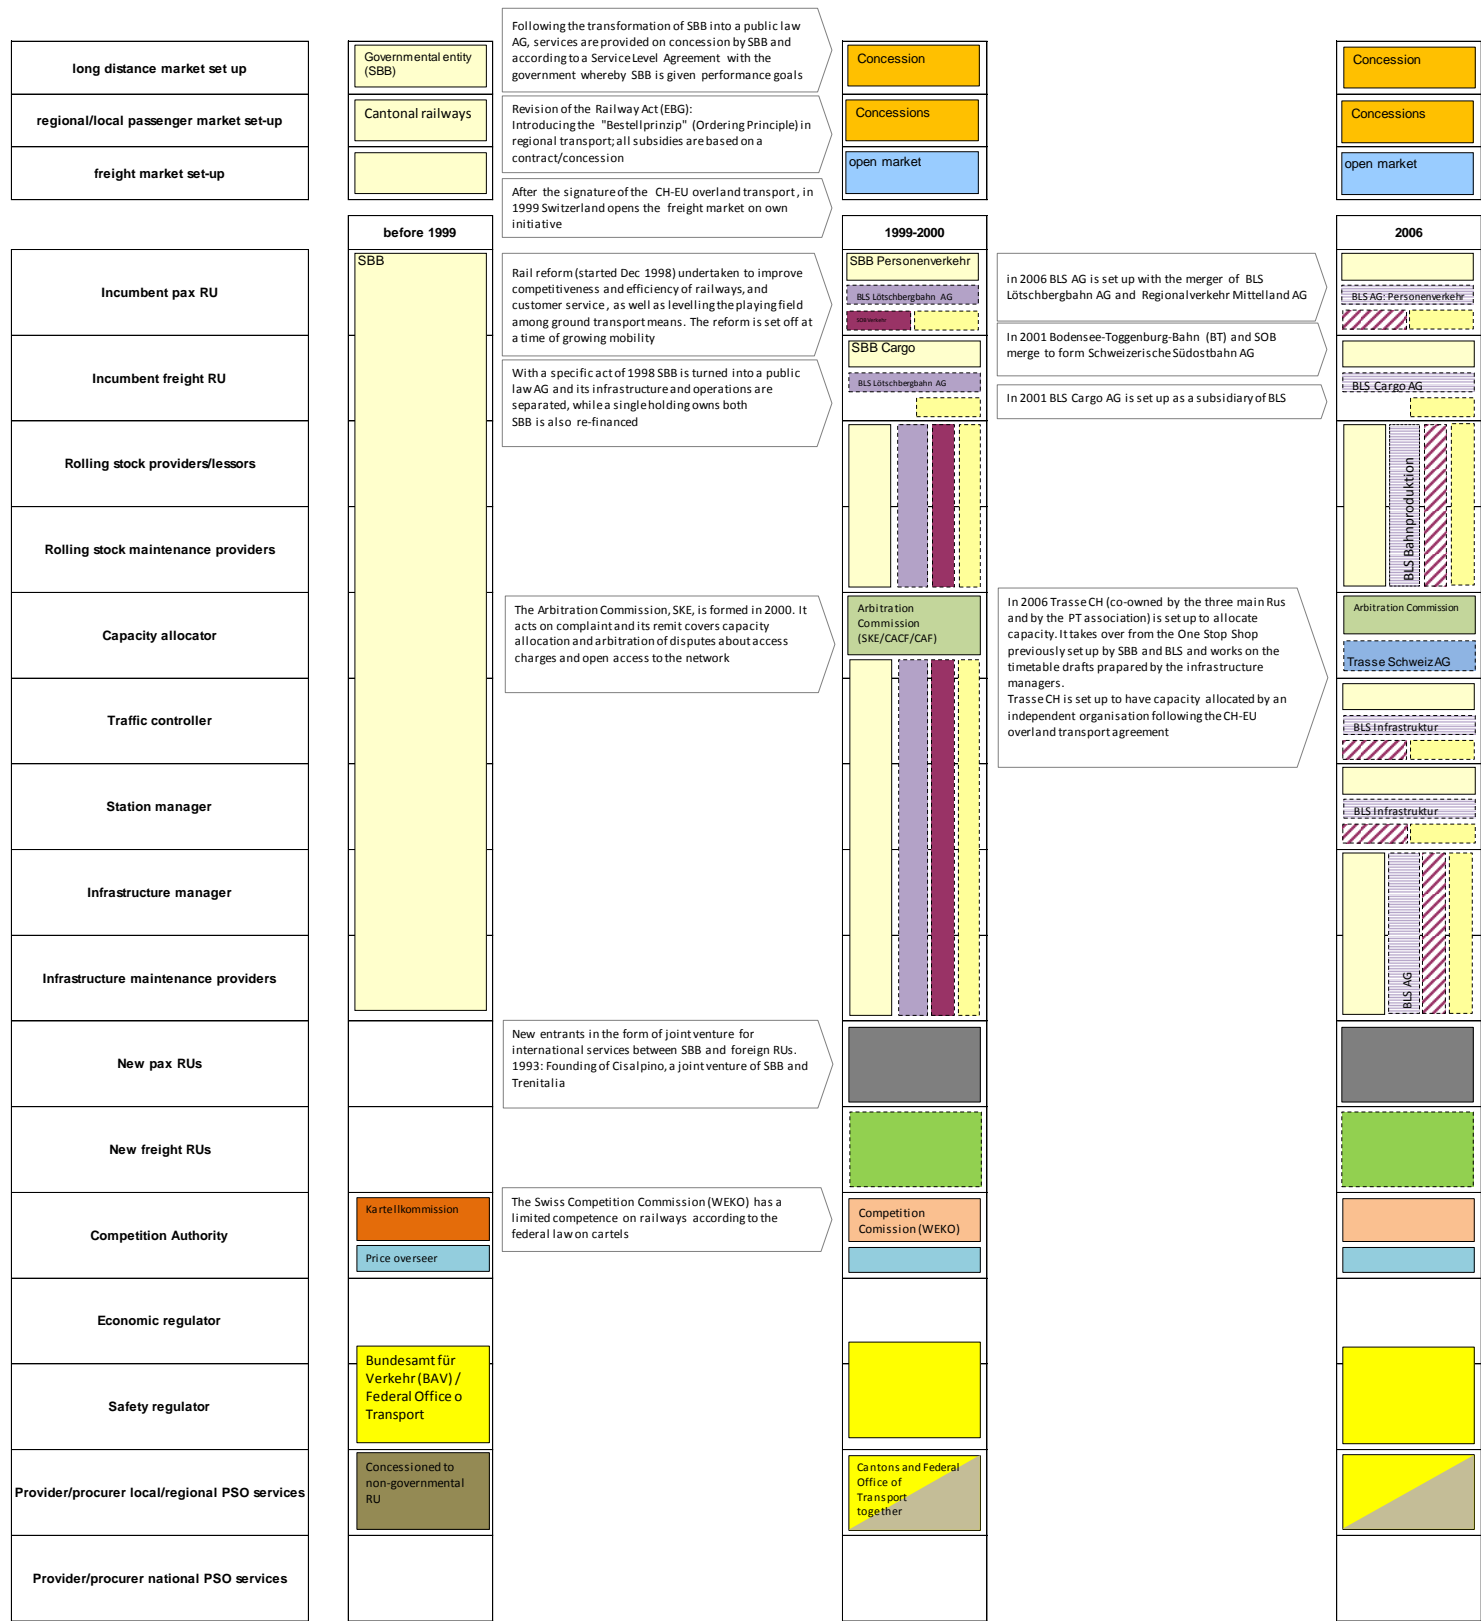 long distance market set up
Governmental entity
(SBB)
Following the transformation of SBB into a public law
AG, services are provided on concession by SBB and
according to a Service Level Agreement with the
government whereby SBB is given performance goals
Concession
Concession
regional/local passenger market set-up
Cantonal railways
Revision of the Railway Act (EBG):
Introducing the "Bestellprinzip" (Ordering Principle) in
regional transport; all subsidies are based on a
contract/concession
Concessions
Concessions
freight market set-up
open market
open market
After the signature of the CH-EU overland transport, in
1999 Switzerland opens the freight market on own
initiative
before 1999
1999-2000
2006
Incumbent pax RU
SBB
Rail reform (started Dec 1998) undertaken to improve
competitiveness and efficiency of railways, and
customer service, as well as levelling the playing field
among ground transport means. The reform is set off at
a time of growing mobility
SBB Personenverkehr
BLS Lötschbergbahn AG
SOB Verkehr
in 2006 BLS AG is set up with the merger of BLS
Lötschbergbahn AG and Regionalverkehr Mittelland AG
BLS AG: Personenverkehr
In 2001 Bodensee-Toggenburg-Bahn (BT) and SOB
merge to form Schweizerische Südostbahn AG
Incumbent freight RU
With a specific act of 1998 SBB is turned into a public
law AG and its infrastructure and operations are
separated, while a single holding owns both
SBB is also re-financed
SBB Cargo
BLS Lötschbergbahn AG
In 2001 BLS Cargo AG is set up as a subsidiary of BLS
BLS Cargo AG
Rolling stock providers/lessors
BLS Bahnproduktion
Rolling stock maintenance providers
Capacity allocator
The Arbitration Commission, SKE, is formed in 2000. It
acts on complaint and its remit covers capacity
allocation and arbitration of disputes about access
charges and open access to the network
Arbitration
Commission
(SKE/CACF/CAF)
In 2006 Trasse CH (co-owned by the three main Rus
and by the PT association) is set up to allocate
capacity. It takes over from the One Stop Shop
previously set up by SBB and BLS and works on the
timetable drafts prapared by the infrastructure
managers.
Trasse CH is set up to have capacity allocated by an
independent organisation following the CH-EU
overland transport agreement
Arbitration Commission
Trasse Schweiz AG
Traffic controller
BLS Infrastruktur
Station manager
BLS Infrastruktur
Infrastructure manager
Infrastructure maintenance providers
BLS AG
New pax RUs
New entrants in the form of joint venture for
international services between SBB and foreign RUs.
1993: Founding of Cisalpino, a joint venture of SBB and
Trenitalia
New freight RUs
Competition Authority
Kartellkommission
Price overseer
The Swiss Competition Commission (WEKO) has a
limited competence on railways according to the
federal law on cartels
Competition
Comission (WEKO)
Economic regulator
Safety regulator
Bundesamt für
Verkehr (BAV) /
Federal Office o
Transport
Provider/procurer local/regional PSO services
Concessioned to
non-governmental
RU
Cantons and Federal
Office of
Transport
together
Provider/procurer national PSO services